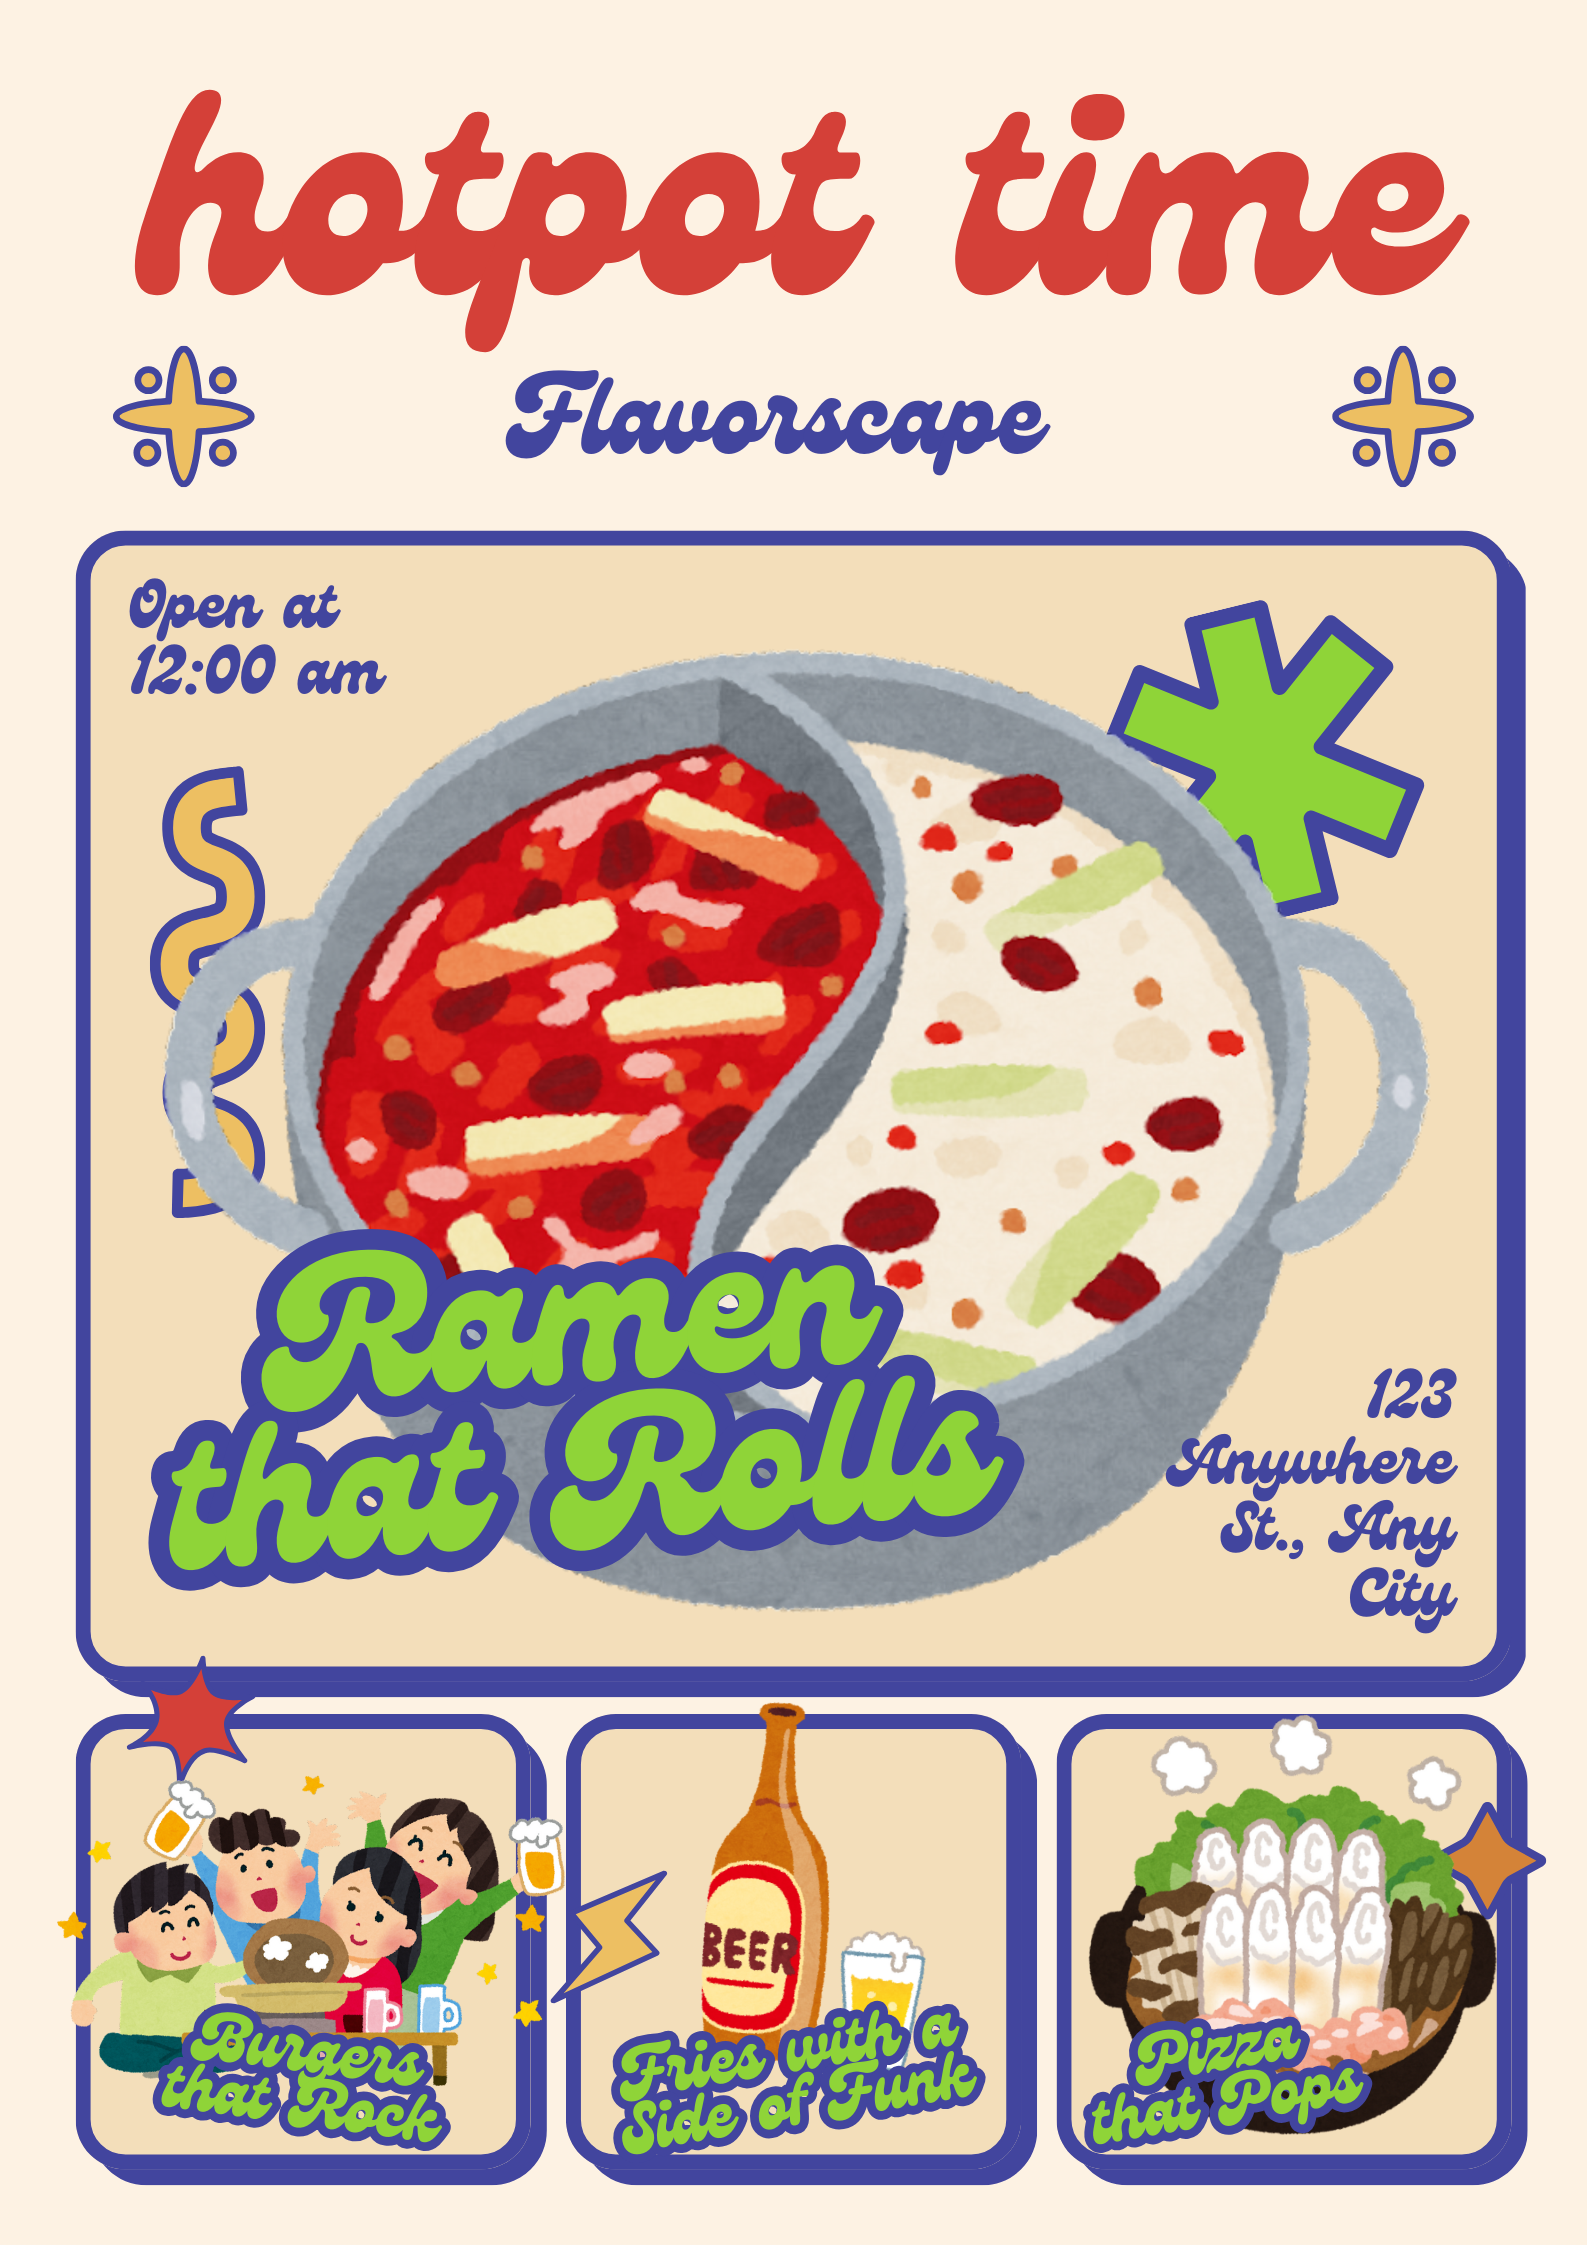 hotpot time
Flavorscape
Open at
12:00 am
Ramen
that Rolls
123
Anywhere
St., Any
City
Burgers
that Rock
BEER
Fries with a
Side of Funk
Pizza
that Pops